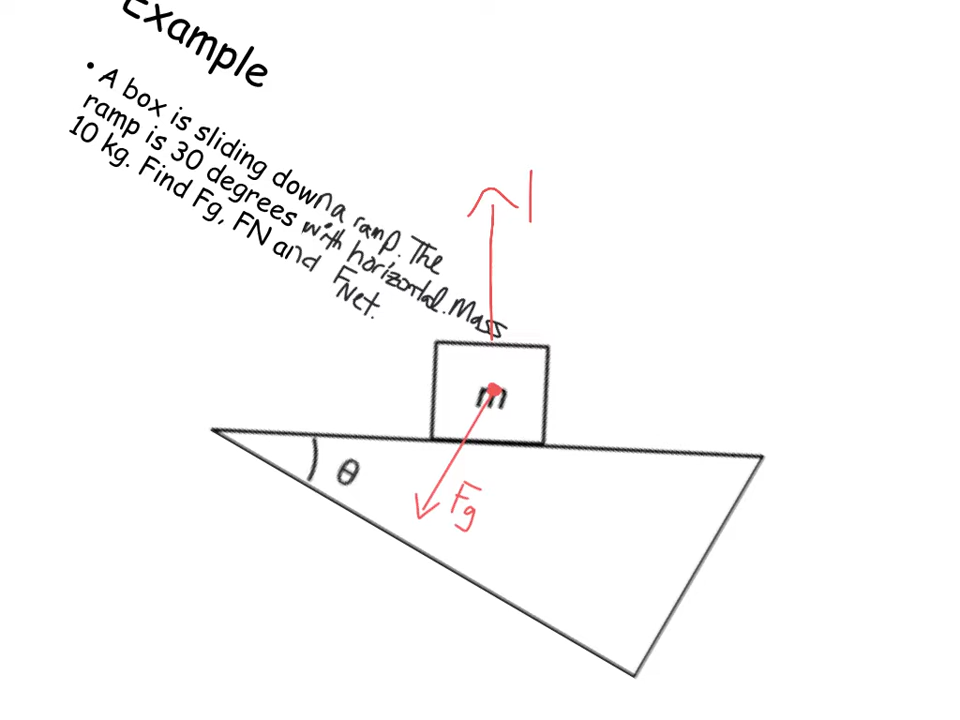 Example
• A box is sliding down a ramp. The
ramp is 30 degrees with horizontal. Mass
10 kg. Find Fg, FN and FNet.
m
θ
Fg